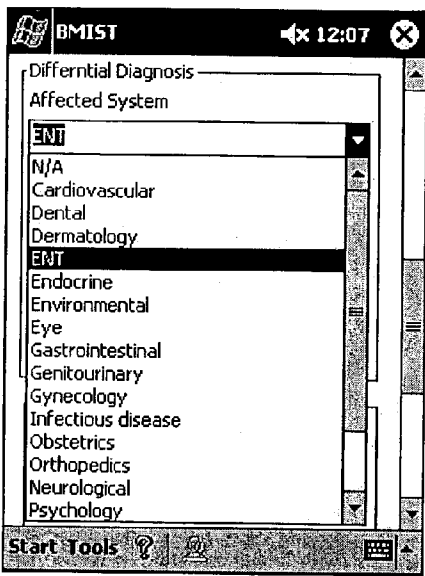 BMIST 12:07
Differntial Diagnosis
Affected System
ENT
N/A
Cardiovascular
Dental
Dermatology
ENT
Endocrine
Environmental
Eye
Gastrointestinal
Genitourinary
Gynecology
Infectious disease
Obstetrics
Orthopedics
Neurological
Psychology
Start Tools ?